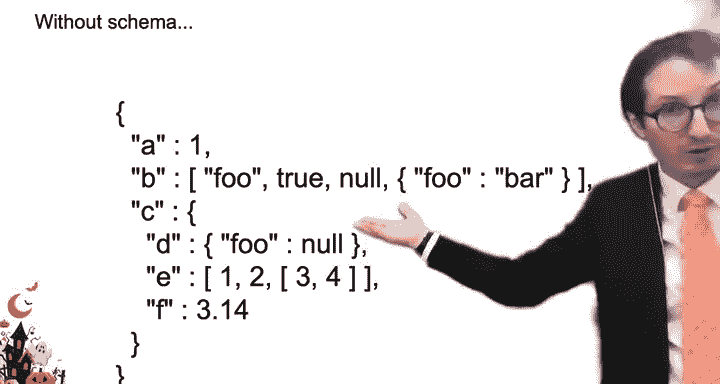 Without schema...
{
"a" : 1,
"b" : [ "foo", true, null, { "foo" : "bar" } ],
"c" : {
"d" : { "foo" : null },
"e" : [ 1, 2, [ 3, 4 ] ],
"f" : 3.14
}
}